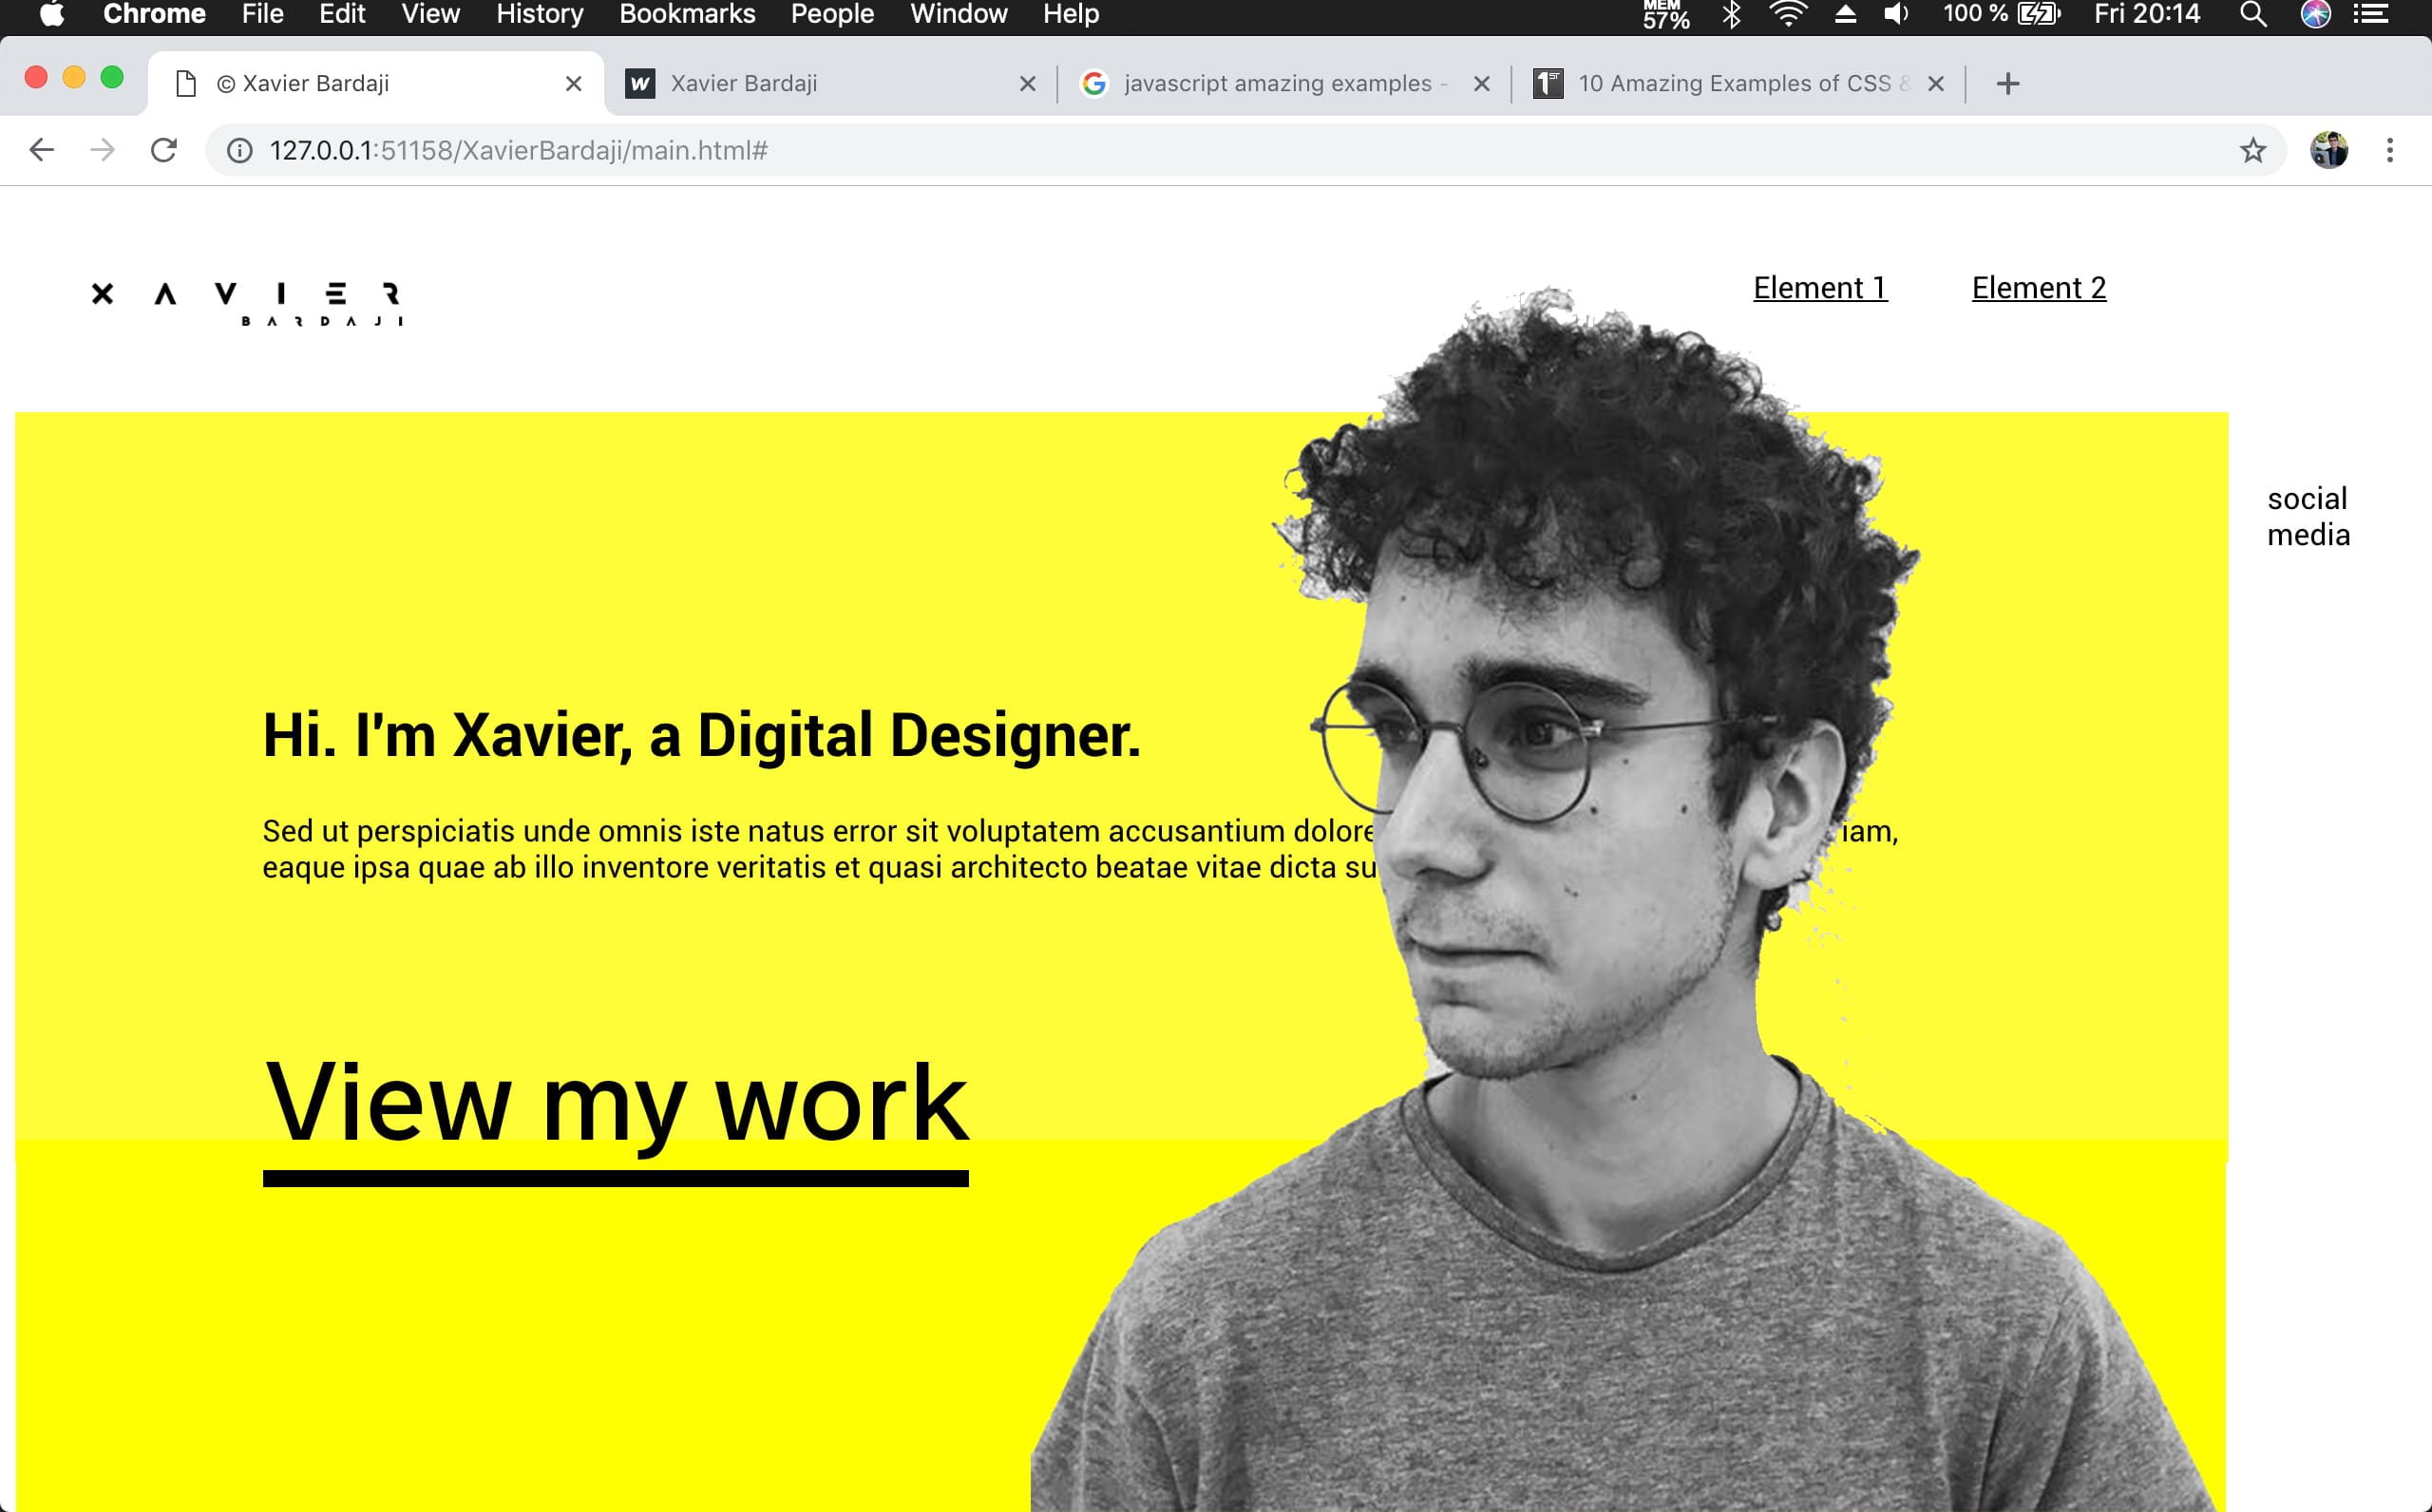 Chrome File Edit View History Bookmarks People Window Help MEM 57% 100 % Fri 20:14
© Xavier Bardaji
Xavier Bardaji
javascript amazing examples -
10 Amazing Examples of CSS &
127.0.0.1:51158/XavierBardaji/main.html#
XAVIER
BARDAJI
Element 1 Element 2
social
media
Hi. I'm Xavier, a Digital Designer.
Sed ut perspiciatis unde omnis iste natus error sit voluptatem accusantium dolore iam,
eaque ipsa quae ab illo inventore veritatis et quasi architecto beatae vitae dicta su
View my work